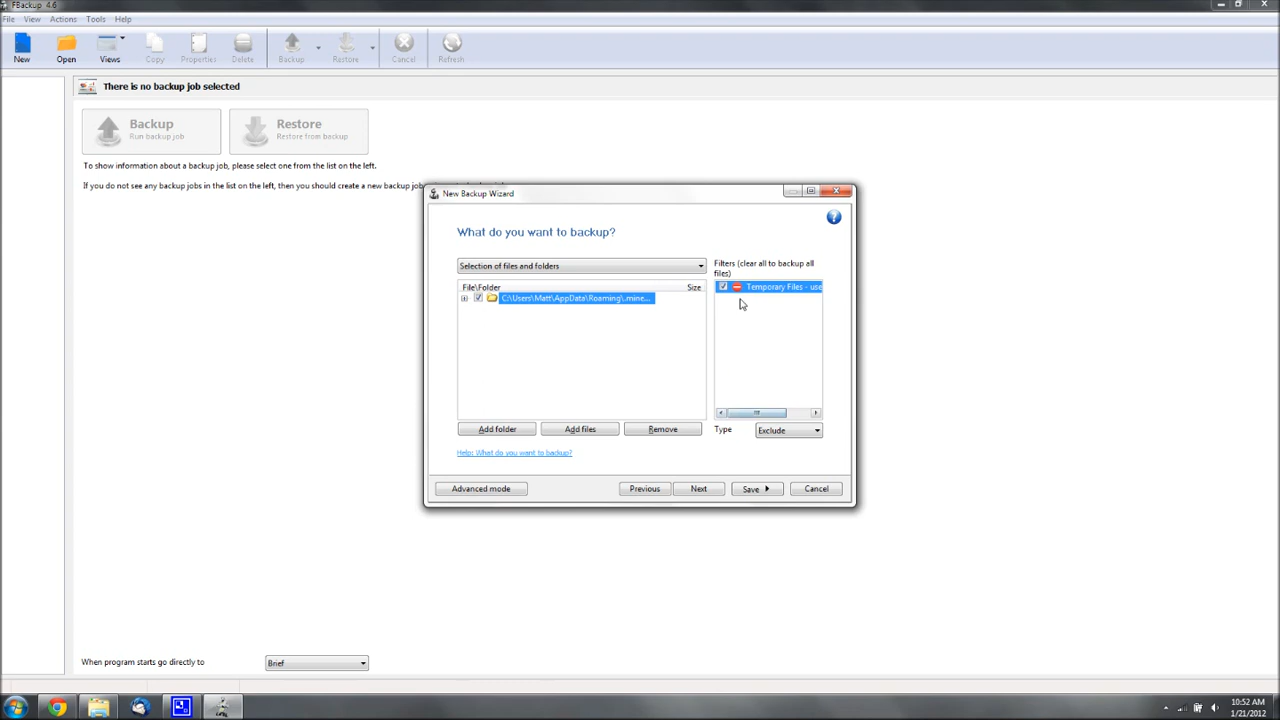 FBackup 4.6
File View Actions Tools Help
New Open Views Copy Properties Delete Backup Restore Cancel Refresh
There is no backup job selected
Backup
Run backup job
Restore
Restore from backup
To show information about a backup job, please select one from the list on the left.
If you do not see any backup jobs in the list on the left, then you should create a new backup job
New Backup Wizard
What do you want to backup?
Selection of files and folders
Filters (clear all to backup all
files)
File\Folder Size
C:\Users\Matt\AppData\Roaming\.mine...
Temporary Files - use
Add folder Add files Remove
Type Exclude
Help: What do you want to backup?
Advanced mode Previous Next Save Cancel
When program starts go directly to Brief
10:52 AM
1/21/2012